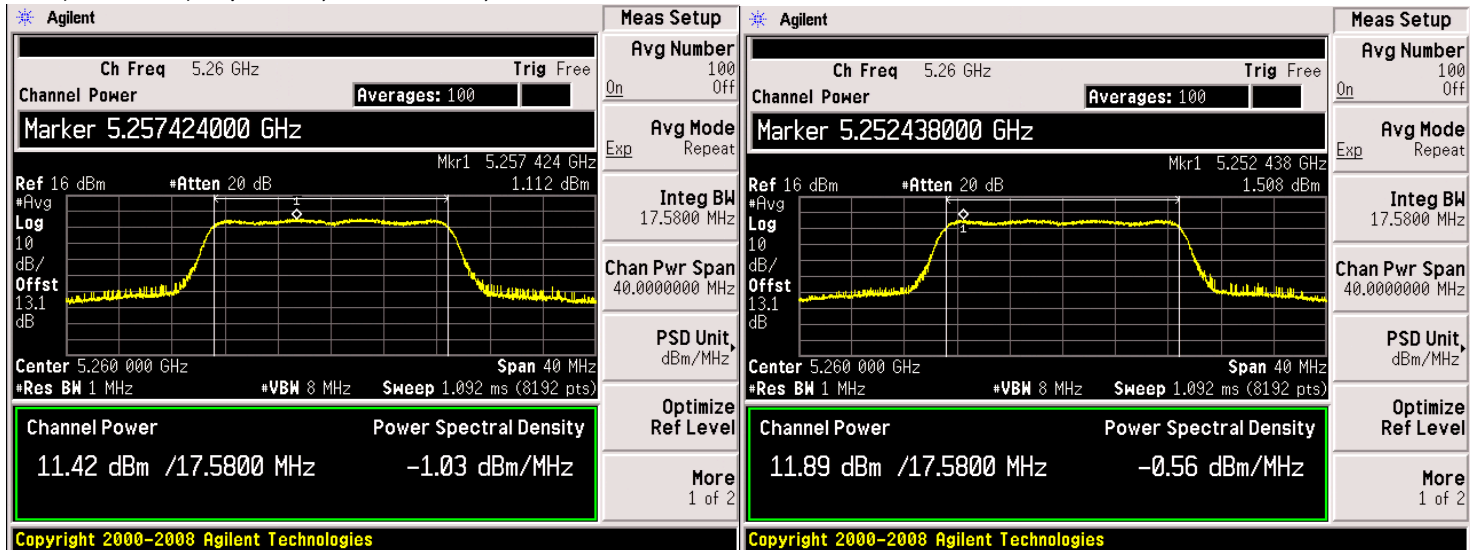 Agilent
Meas Setup
Ch Freq 5.26 GHz Trig Free
Channel Power Averages: 100
Marker 5.257424000 GHz
Mkr1 5.257 424 GHz
Ref 16 dBm #Atten 20 dB 1.112 dBm
#Avg
Log
10
dB/
Offst
13.1
dB
1
Center 5.260 000 GHz Span 40 MHz
#Res BW 1 MHz #VBW 8 MHz Sweep 1.092 ms (8192 pts)
Channel Power Power Spectral Density
11.42 dBm /17.5800 MHz -1.03 dBm/MHz
Copyright 2000-2008 Agilent Technologies
Avg Number
100
On Off
Avg Mode
Exp Repeat
Integ BW
17.5800 MHz
Chan Pwr Span
40.0000000 MHz
PSD Unit
dBm/MHz
Optimize
Ref Level
More
1 of 2
Agilent
Meas Setup
Ch Freq 5.26 GHz Trig Free
Channel Power Averages: 100
Marker 5.252438000 GHz
Mkr1 5.252 438 GHz
Ref 16 dBm #Atten 20 dB 1.508 dBm
#Avg
Log
10
dB/
Offst
13.1
dB
1
Center 5.260 000 GHz Span 40 MHz
#Res BW 1 MHz #VBW 8 MHz Sweep 1.092 ms (8192 pts)
Channel Power Power Spectral Density
11.89 dBm /17.5800 MHz -0.56 dBm/MHz
Copyright 2000-2008 Agilent Technologies
Avg Number
100
On Off
Avg Mode
Exp Repeat
Integ BW
17.5800 MHz
Chan Pwr Span
40.0000000 MHz
PSD Unit
dBm/MHz
Optimize
Ref Level
More
1 of 2